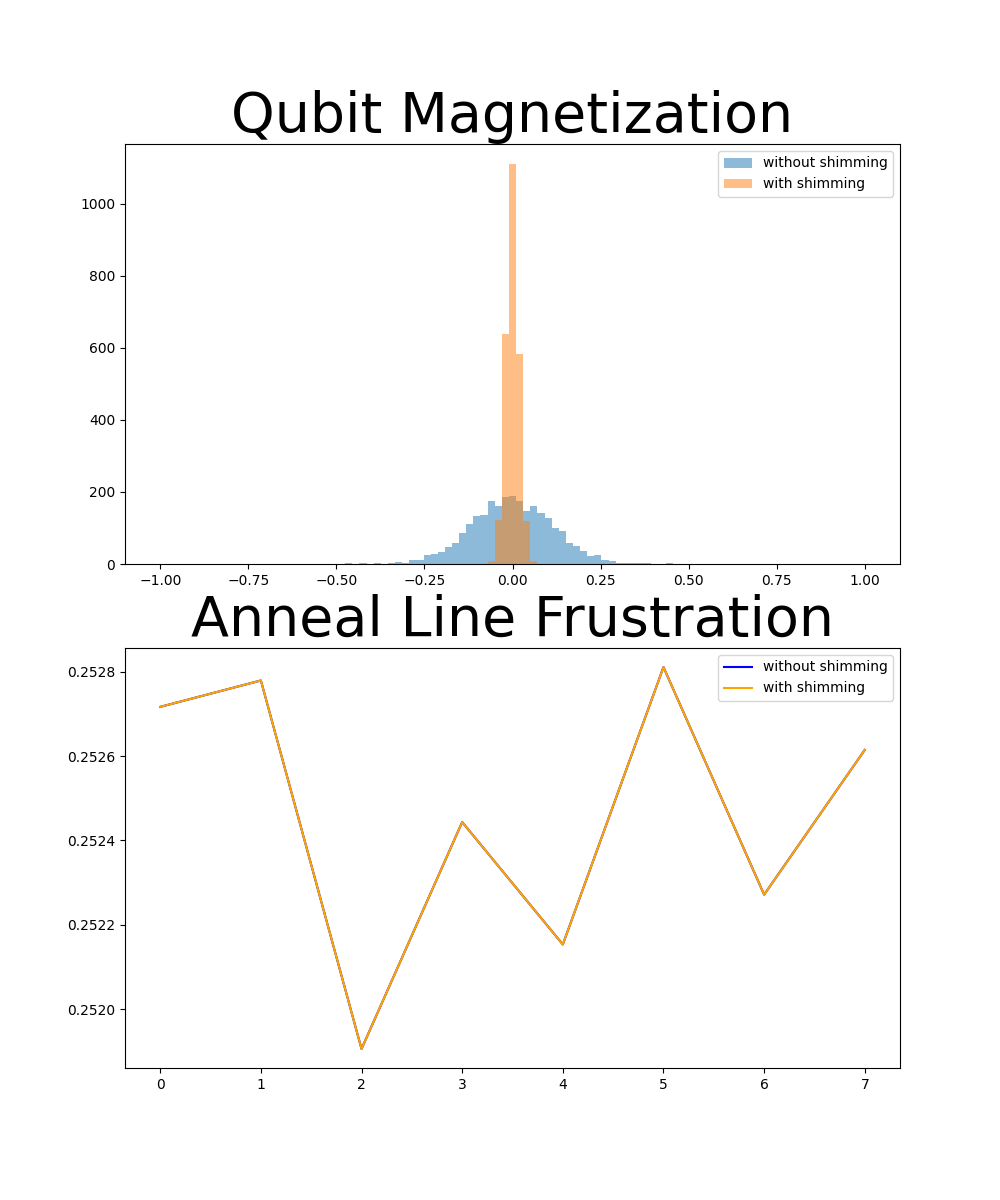 Qubit Magnetization
without shimming
with shimming
1000
800
600
400
200
0
−1.00 −0.75 −0.50 −0.25 0.00 0.25 0.50 0.75 1.00
Anneal Line Frustration
without shimming
with shimming
0.2528
0.2526
0.2524
0.2522
0.2520
0 1 2 3 4 5 6 7